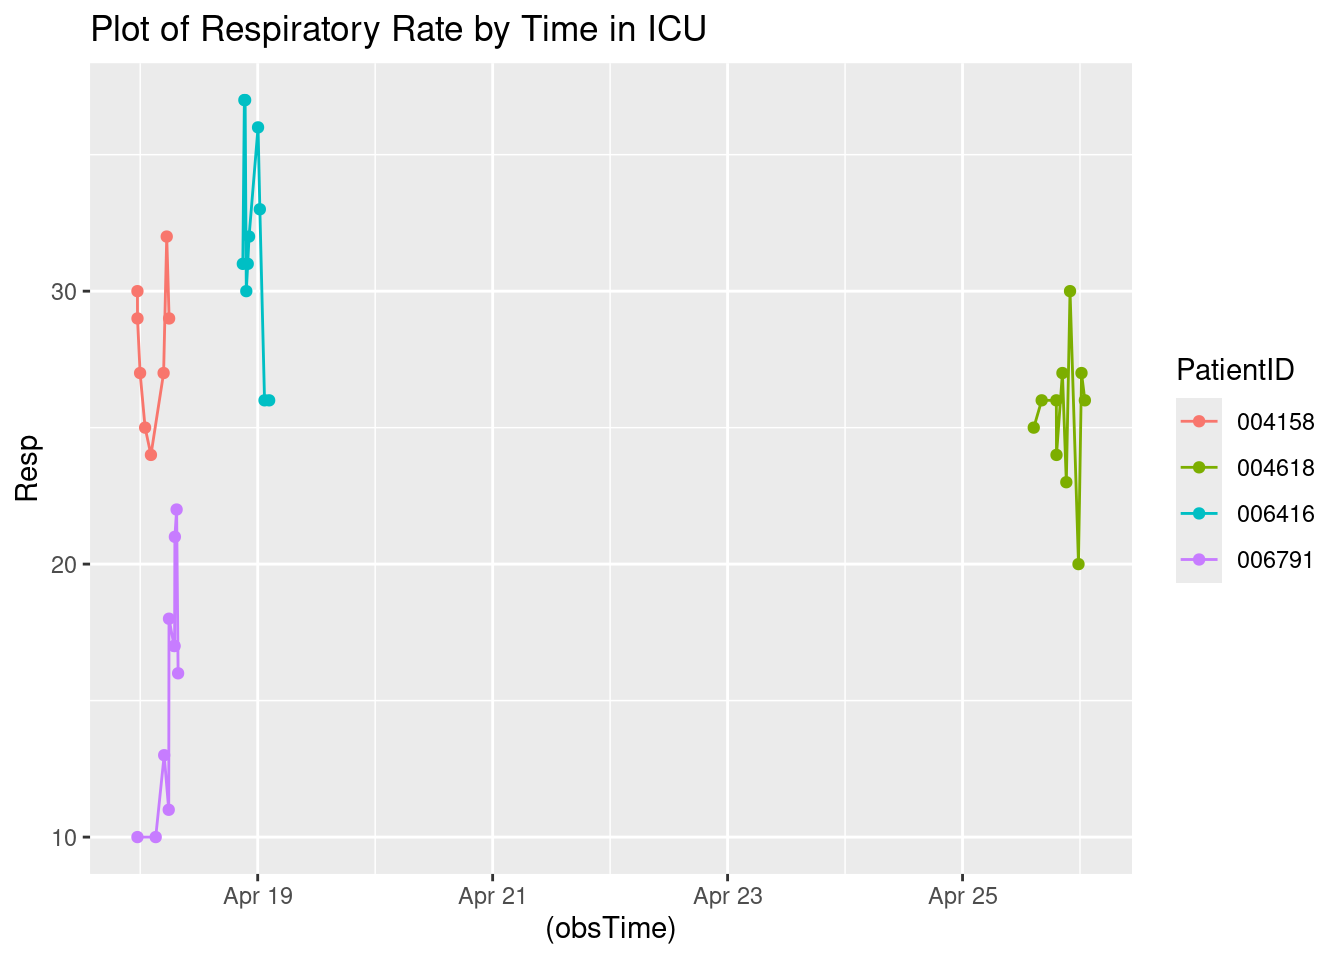 Plot of Respiratory Rate by Time in ICU
Resp
30
20
10
Apr 19
Apr 21
Apr 23
Apr 25
(obsTime)
PatientID
004158
004618
006416
006791